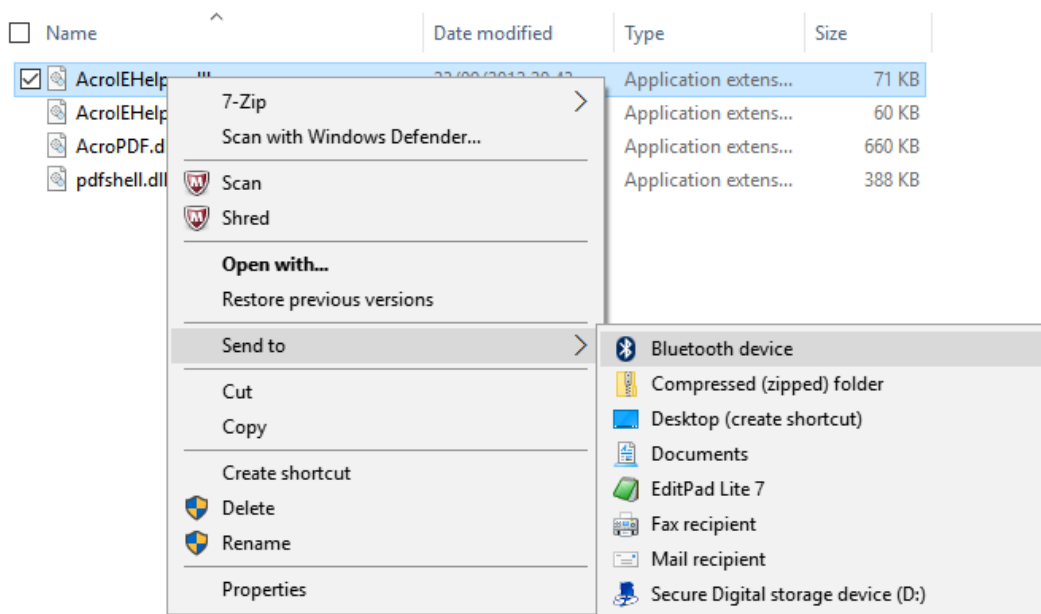 Name Date modified Type Size
AcroIEHelp Application extens... 71 KB
AcroIEHelp Application extens... 60 KB
AcroPDF.d Application extens... 660 KB
pdfshell.dll Application extens... 388 KB
7-Zip
Scan with Windows Defender...
Scan
Shred
Open with...
Restore previous versions
Send to
Cut
Copy
Create shortcut
Delete
Rename
Properties
Bluetooth device
Compressed (zipped) folder
Desktop (create shortcut)
Documents
EditPad Lite 7
Fax recipient
Mail recipient
Secure Digital storage device (D:)